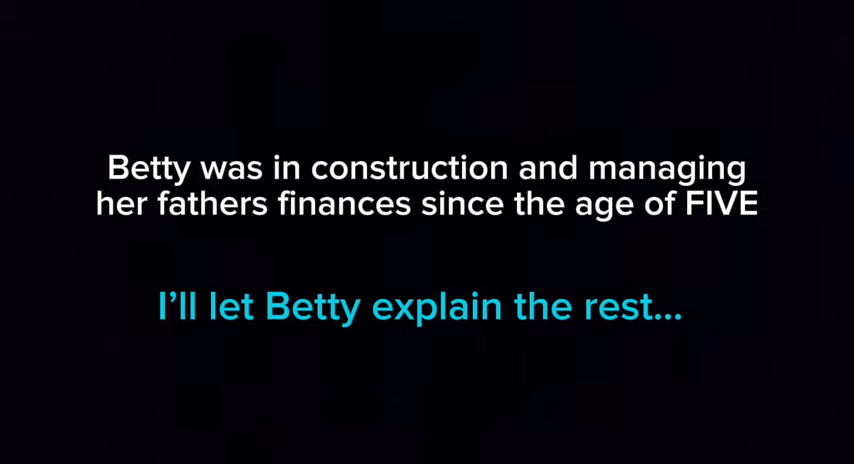 Betty was in construction and managing
her fathers finances since the age of FIVE
I’ll let Betty explain the rest...